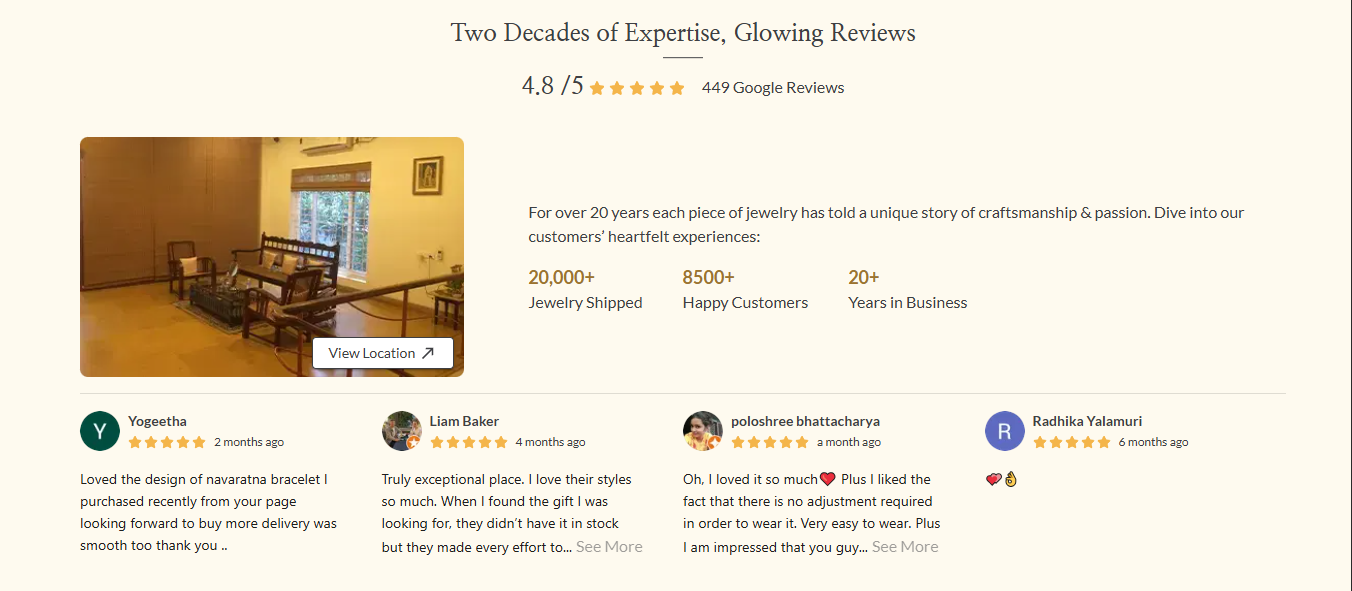 Two Decades of Expertise, Glowing Reviews
4.8 /5
449 Google Reviews
View Location
For over 20 years each piece of jewelry has told a unique story of craftsmanship & passion. Dive into our
customers’ heartfelt experiences:
20,000+
Jewelry Shipped
8500+
Happy Customers
20+
Years in Business
Y
Yogeetha
2 months ago
Loved the design of navaratna bracelet I
purchased recently from your page
looking forward to buy more delivery was
smooth too thank you ..
Liam Baker
4 months ago
Truly exceptional place. I love their styles
so much. When I found the gift I was
looking for, they didn’t have it in stock
but they made every effort to... See More
poloshree bhattacharya
a month ago
Oh, I loved it so much❤️ Plus I liked the
fact that there is no adjustment required
in order to wear it. Very easy to wear. Plus
I am impressed that you guy... See More
R
Radhika Yalamuri
6 months ago
💕👌